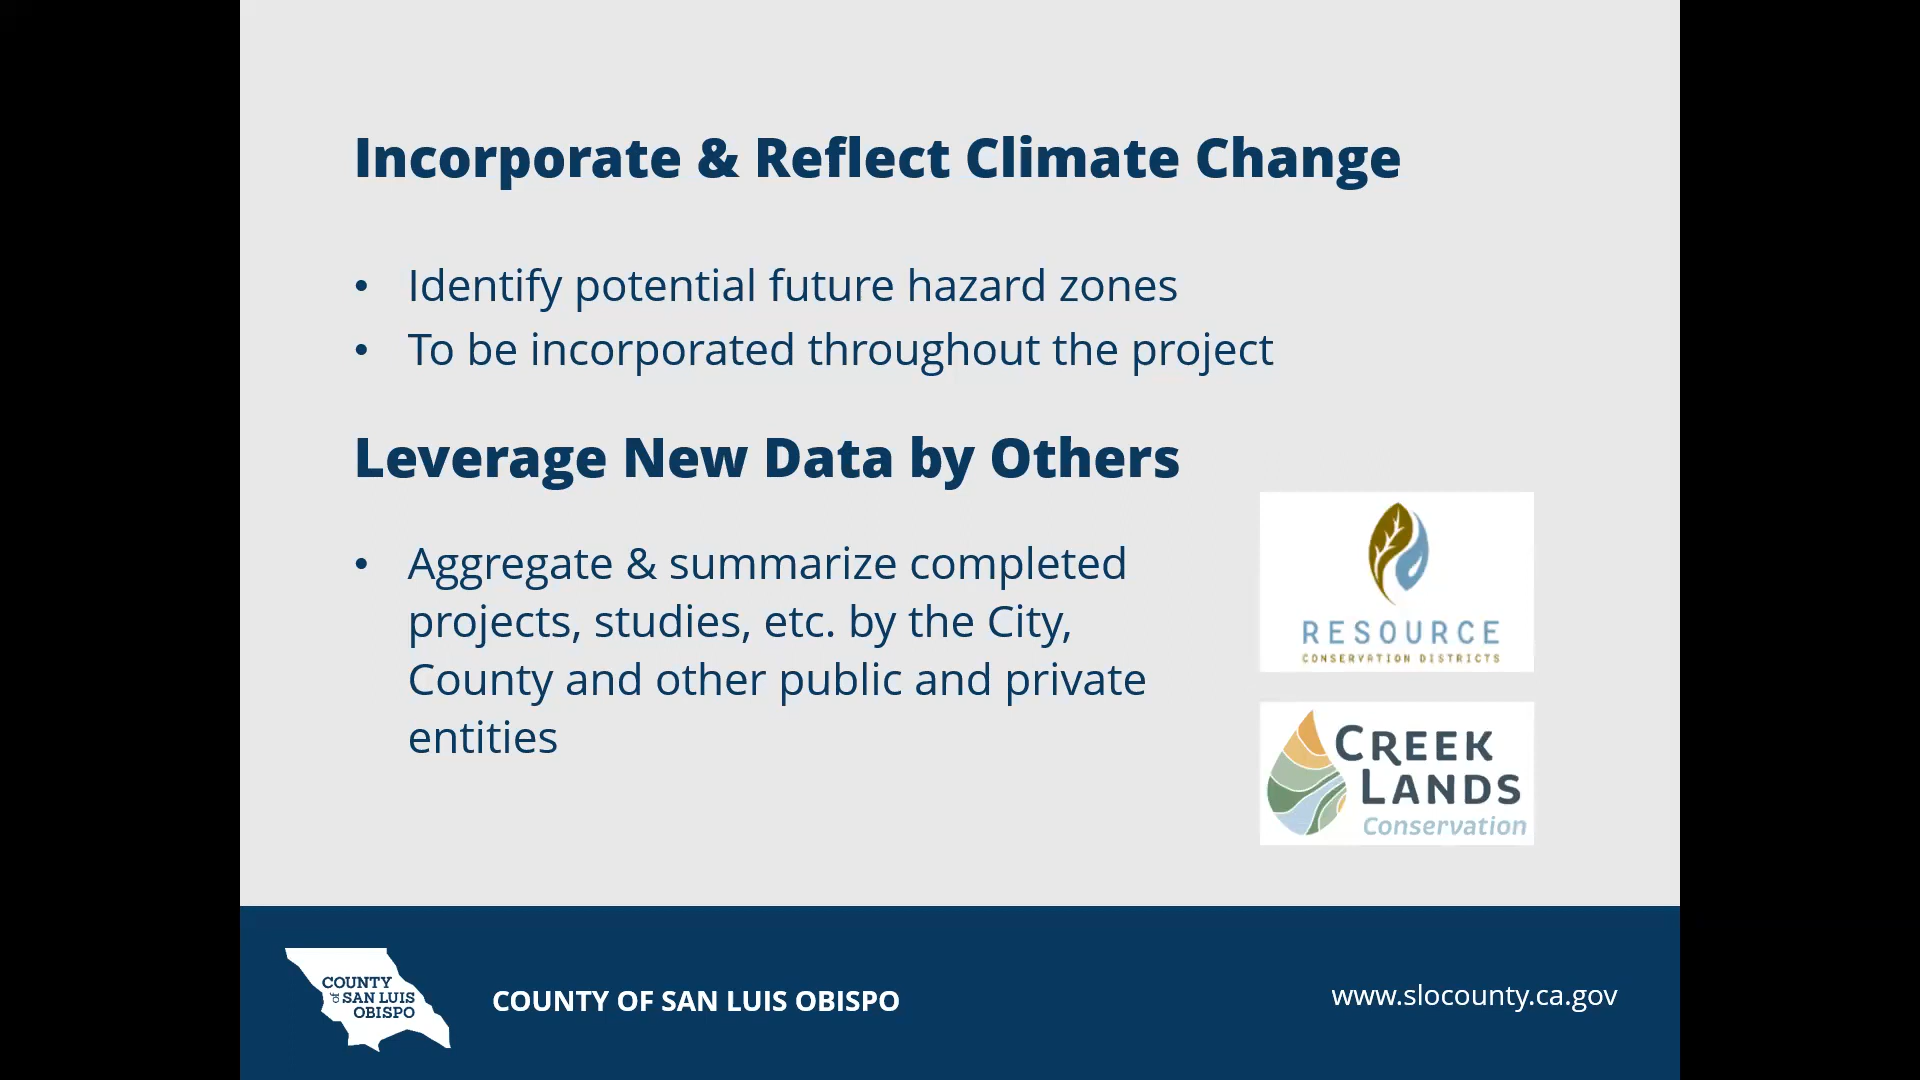 Incorporate & Reflect Climate Change
• Identify potential future hazard zones
• To be incorporated throughout the project
Leverage New Data by Others
• Aggregate & summarize completed
projects, studies, etc. by the City,
County and other public and private
entities
RESOURCE
CONSERVATION DISTRICTS
CREEK
LANDS
Conservation
COUNTY
OF SAN LUIS
OBISPO
COUNTY OF SAN LUIS OBISPO
www.slocounty.ca.gov